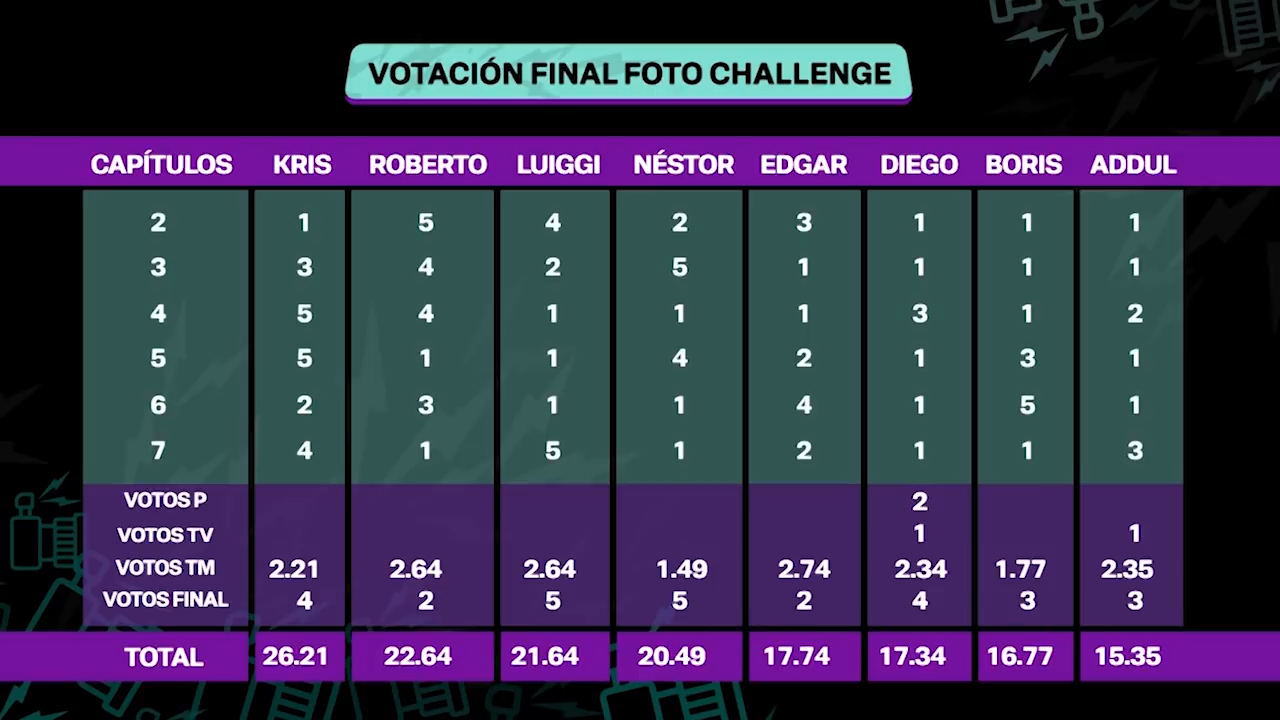 VOTACIÓN FINAL FOTO CHALLENGE
CAPÍTULOS KRIS ROBERTO LUIGGI NÉSTOR EDGAR DIEGO BORIS ADDUL
2 1 5 4 2 3 1 1 1
3 3 4 2 5 1 1 1 1
4 5 4 1 1 1 3 1 2
5 5 1 1 4 2 1 3 1
6 2 3 1 1 4 1 5 1
7 4 1 5 1 2 1 1 3
VOTOS P 2
VOTOS TV 1 1
VOTOS TM 2.21 2.64 2.64 1.49 2.74 2.34 1.77 2.35
VOTOS FINAL 4 2 5 5 2 4 3 3
TOTAL 26.21 22.64 21.64 20.49 17.74 17.34 16.77 15.35